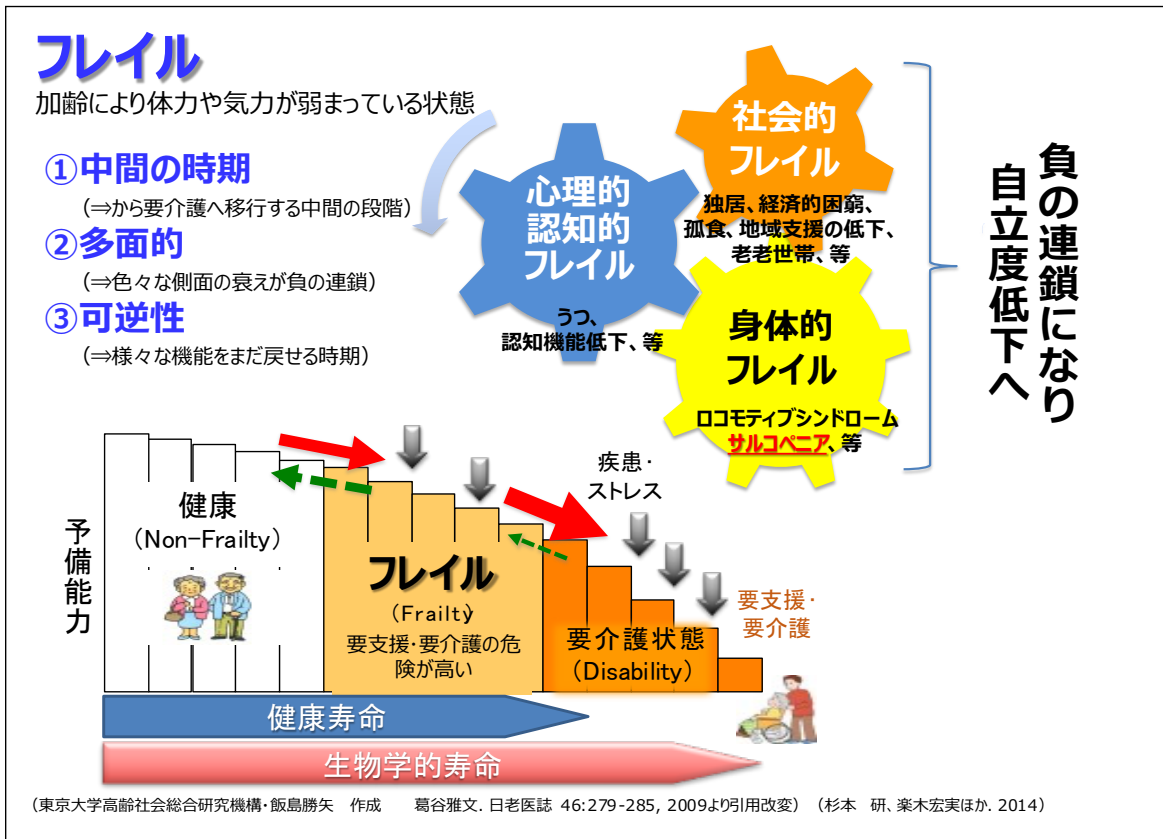 フレイル
加齢により体力や気力が弱まっている状態
①中間の時期
(⇒から要介護へ移行する中間の段階)
②多面的
(⇒色々な側面の衰えが負の連鎖)
③可逆性
(⇒様々な機能をまだ戻せる時期)
心理的
認知的
フレイル
うつ、
認知機能低下、等
社会的
フレイル
独居、経済的困窮、
孤食、地域支援の低下、
老老世帯、等
身体的
フレイル
ロコモティブシンドローム
サルコペニア、等
負の連鎖になり
自立度低下へ
予備能力
健康
(Non-Frailty)
フレイル
(Frailty)
要支援・要介護の危
険が高い
疾患・
ストレス
要介護状態
(Disability)
要支援・
要介護
健康寿命
生物学的寿命
(東京大学高齢社会総合研究機構・飯島勝矢 作成 葛谷雅文. 日老医誌 46:279-285, 2009より引用改変) (杉本 研、楽木宏実ほか. 2014)